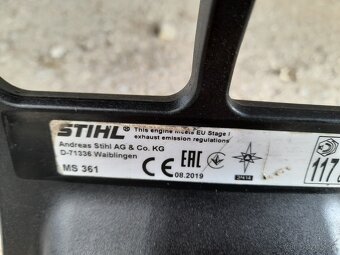 STIHL® This engine meets EU Stage I
exhaust emission regulations
Andreas Stihl AG & Co. KG
D-71336 Waiblingen
MS 361 CE 08.2019 EAC 117